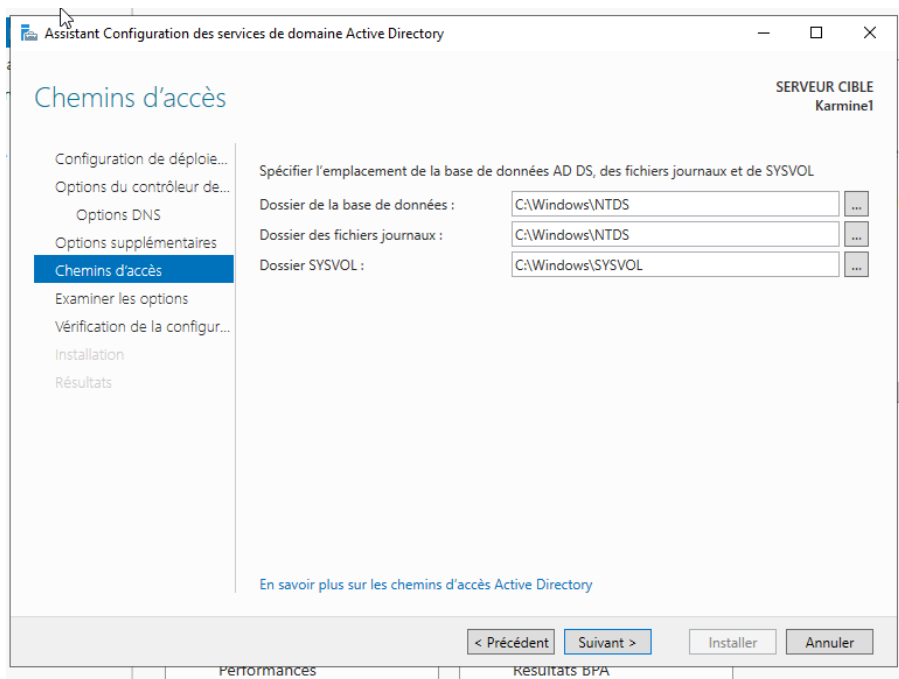 Assistant Configuration des services de domaine Active Directory
Chemins d'accès
SERVEUR CIBLE
Karmine1
Configuration de déploie...
Options du contrôleur de...
Options DNS
Options supplémentaires
Chemins d'accès
Examiner les options
Vérification de la configur...
Installation
Résultats
Spécifier l'emplacement de la base de données AD DS, des fichiers journaux et de SYSVOL
Dossier de la base de données : C:\Windows\NTDS ...
Dossier des fichiers journaux : C:\Windows\NTDS ...
Dossier SYSVOL : C:\Windows\SYSVOL ...
En savoir plus sur les chemins d'accès Active Directory
< Précédent Suivant > Installer Annuler
Performances Résultats BPA